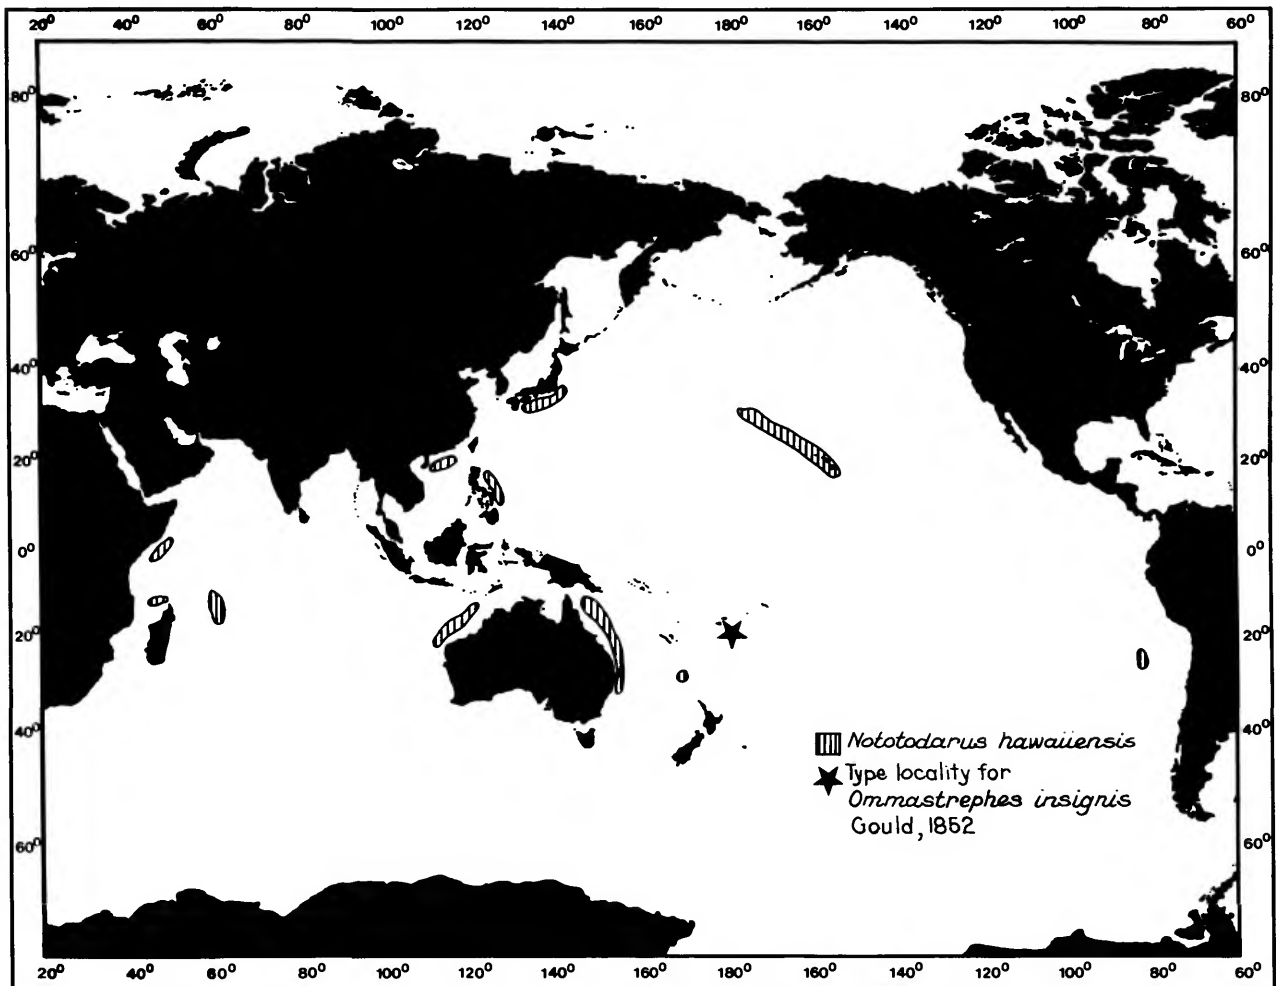 20° 40° 60° 80° 100° 120° 140° 160° 180° 160° 140° 120° 100° 80° 60°
80° 80°
60° 60°
40° 40°
20° 20°
0° 0°
20° 20°
40° 40°
Nototodarus hawaiiensis
Type locality for
Ommastrephes insignis
Gould, 1852
60° 60°
20° 40° 60° 80° 100° 120° 140° 160° 180° 160° 140° 120° 100° 80° 60°